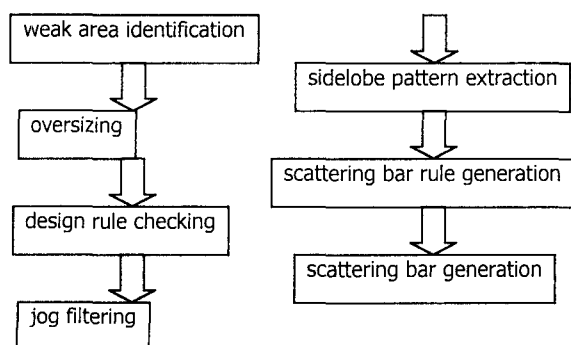 weak area identification
oversizing
design rule checking
jog filtering
sidelobe pattern extraction
scattering bar rule generation
scattering bar generation